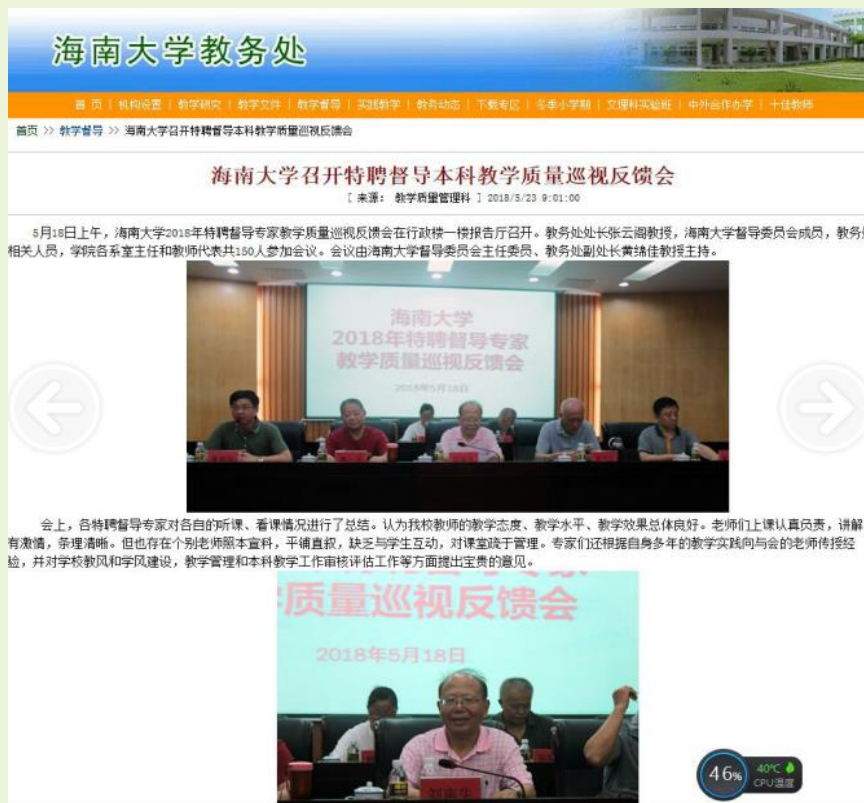 海南大学教务处
首 页 | 机构设置 | 教学研究 | 教学文件 | 教学督导 | 实践教学 | 教务动态 | 下载专区 | 冬季小学期 | 文理科实验班 | 中外合作办学 | 十佳教师
首页 >> 教学督导 >> 海南大学召开特聘督导本科教学质量巡视反馈会
海南大学召开特聘督导本科教学质量巡视反馈会
[ 来源: 教学质量管理科 ] 2018/5/23 9:01:00
5月18日上午，海南大学2018年特聘督导专家教学质量巡视反馈会在行政楼一楼报告厅召开。教务处处长张云阁教授，海南大学督导委员会成员，教务
相关人员，学院各系室主任和教师代表共150人参加会议。会议由海南大学督导委员会主任委员、教务处副处长黄绵佳教授主持。
海南大学
2018年特聘督导专家
教学质量巡视反馈会
2018年5月18日
会上，各特聘督导专家对各自的听课、看课情况进行了总结。认为我校教师的教学态度、教学水平、教学效果总体良好。老师们上课认真负责，讲解
有激情，条理清晰。但也存在个别老师照本宣科，平铺直叙，缺乏与学生互动，对课堂疏于管理。专家们还根据自身多年的教学实践向与会的老师传授经
验，并对学校教风和学风建设，教学管理和本科教学工作审核评估工作等方面提出宝贵的意见。
质量巡视反馈会
2018年5月18日
46%
40℃
CPU温度